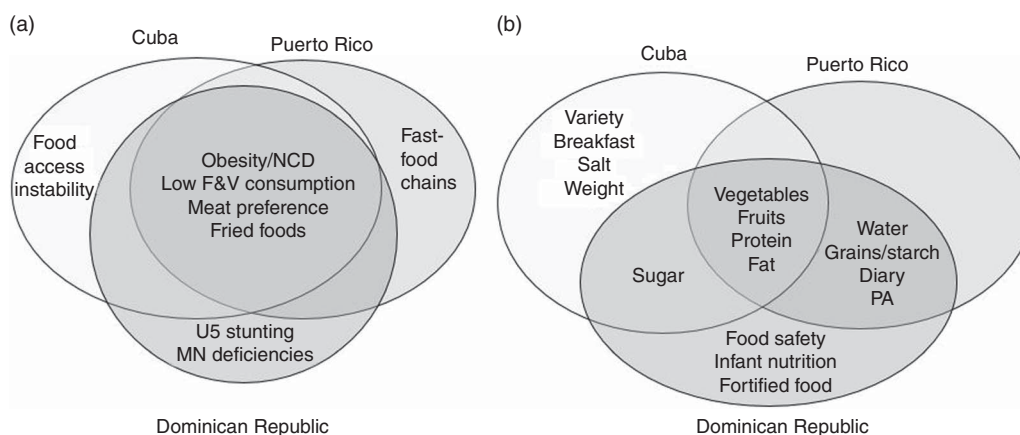 (a)
Cuba
Puerto Rico
Food
access
instability
Obesity/NCD
Low F&V consumption
Meat preference
Fried foods
Fast-
food
chains
U5 stunting
MN deficiencies
Dominican Republic
(b)
Cuba
Puerto Rico
Variety
Breakfast
Salt
Weight
Vegetables
Fruits
Protein
Fat
Water
Grains/starch
Diary
PA
Sugar
Food safety
Infant nutrition
Fortified food
Dominican Republic